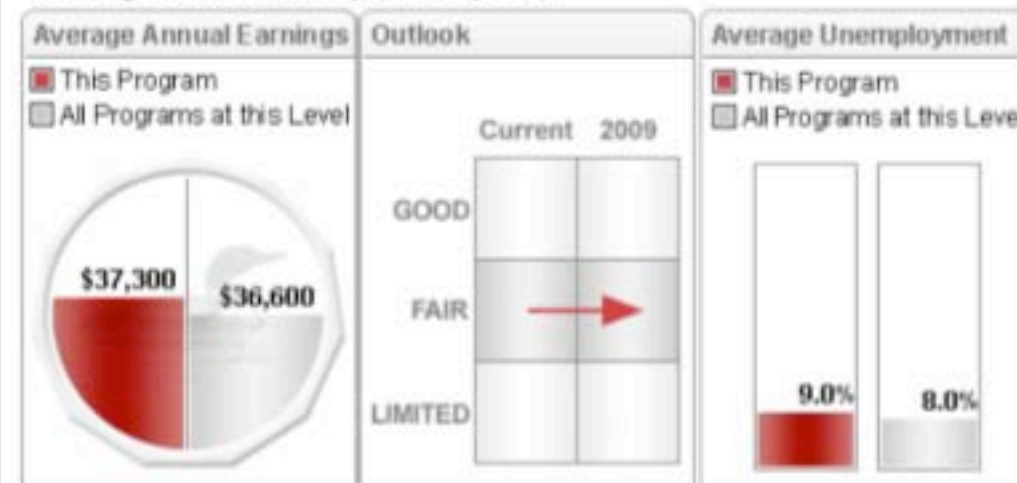 Average Annual Earnings
This Program
All Programs at this Level
$37,300
$36,600
Outlook
Current 2009
GOOD
FAIR
LIMITED
Average Unemployment
This Program
All Programs at this Leve
9.0%
8.0%